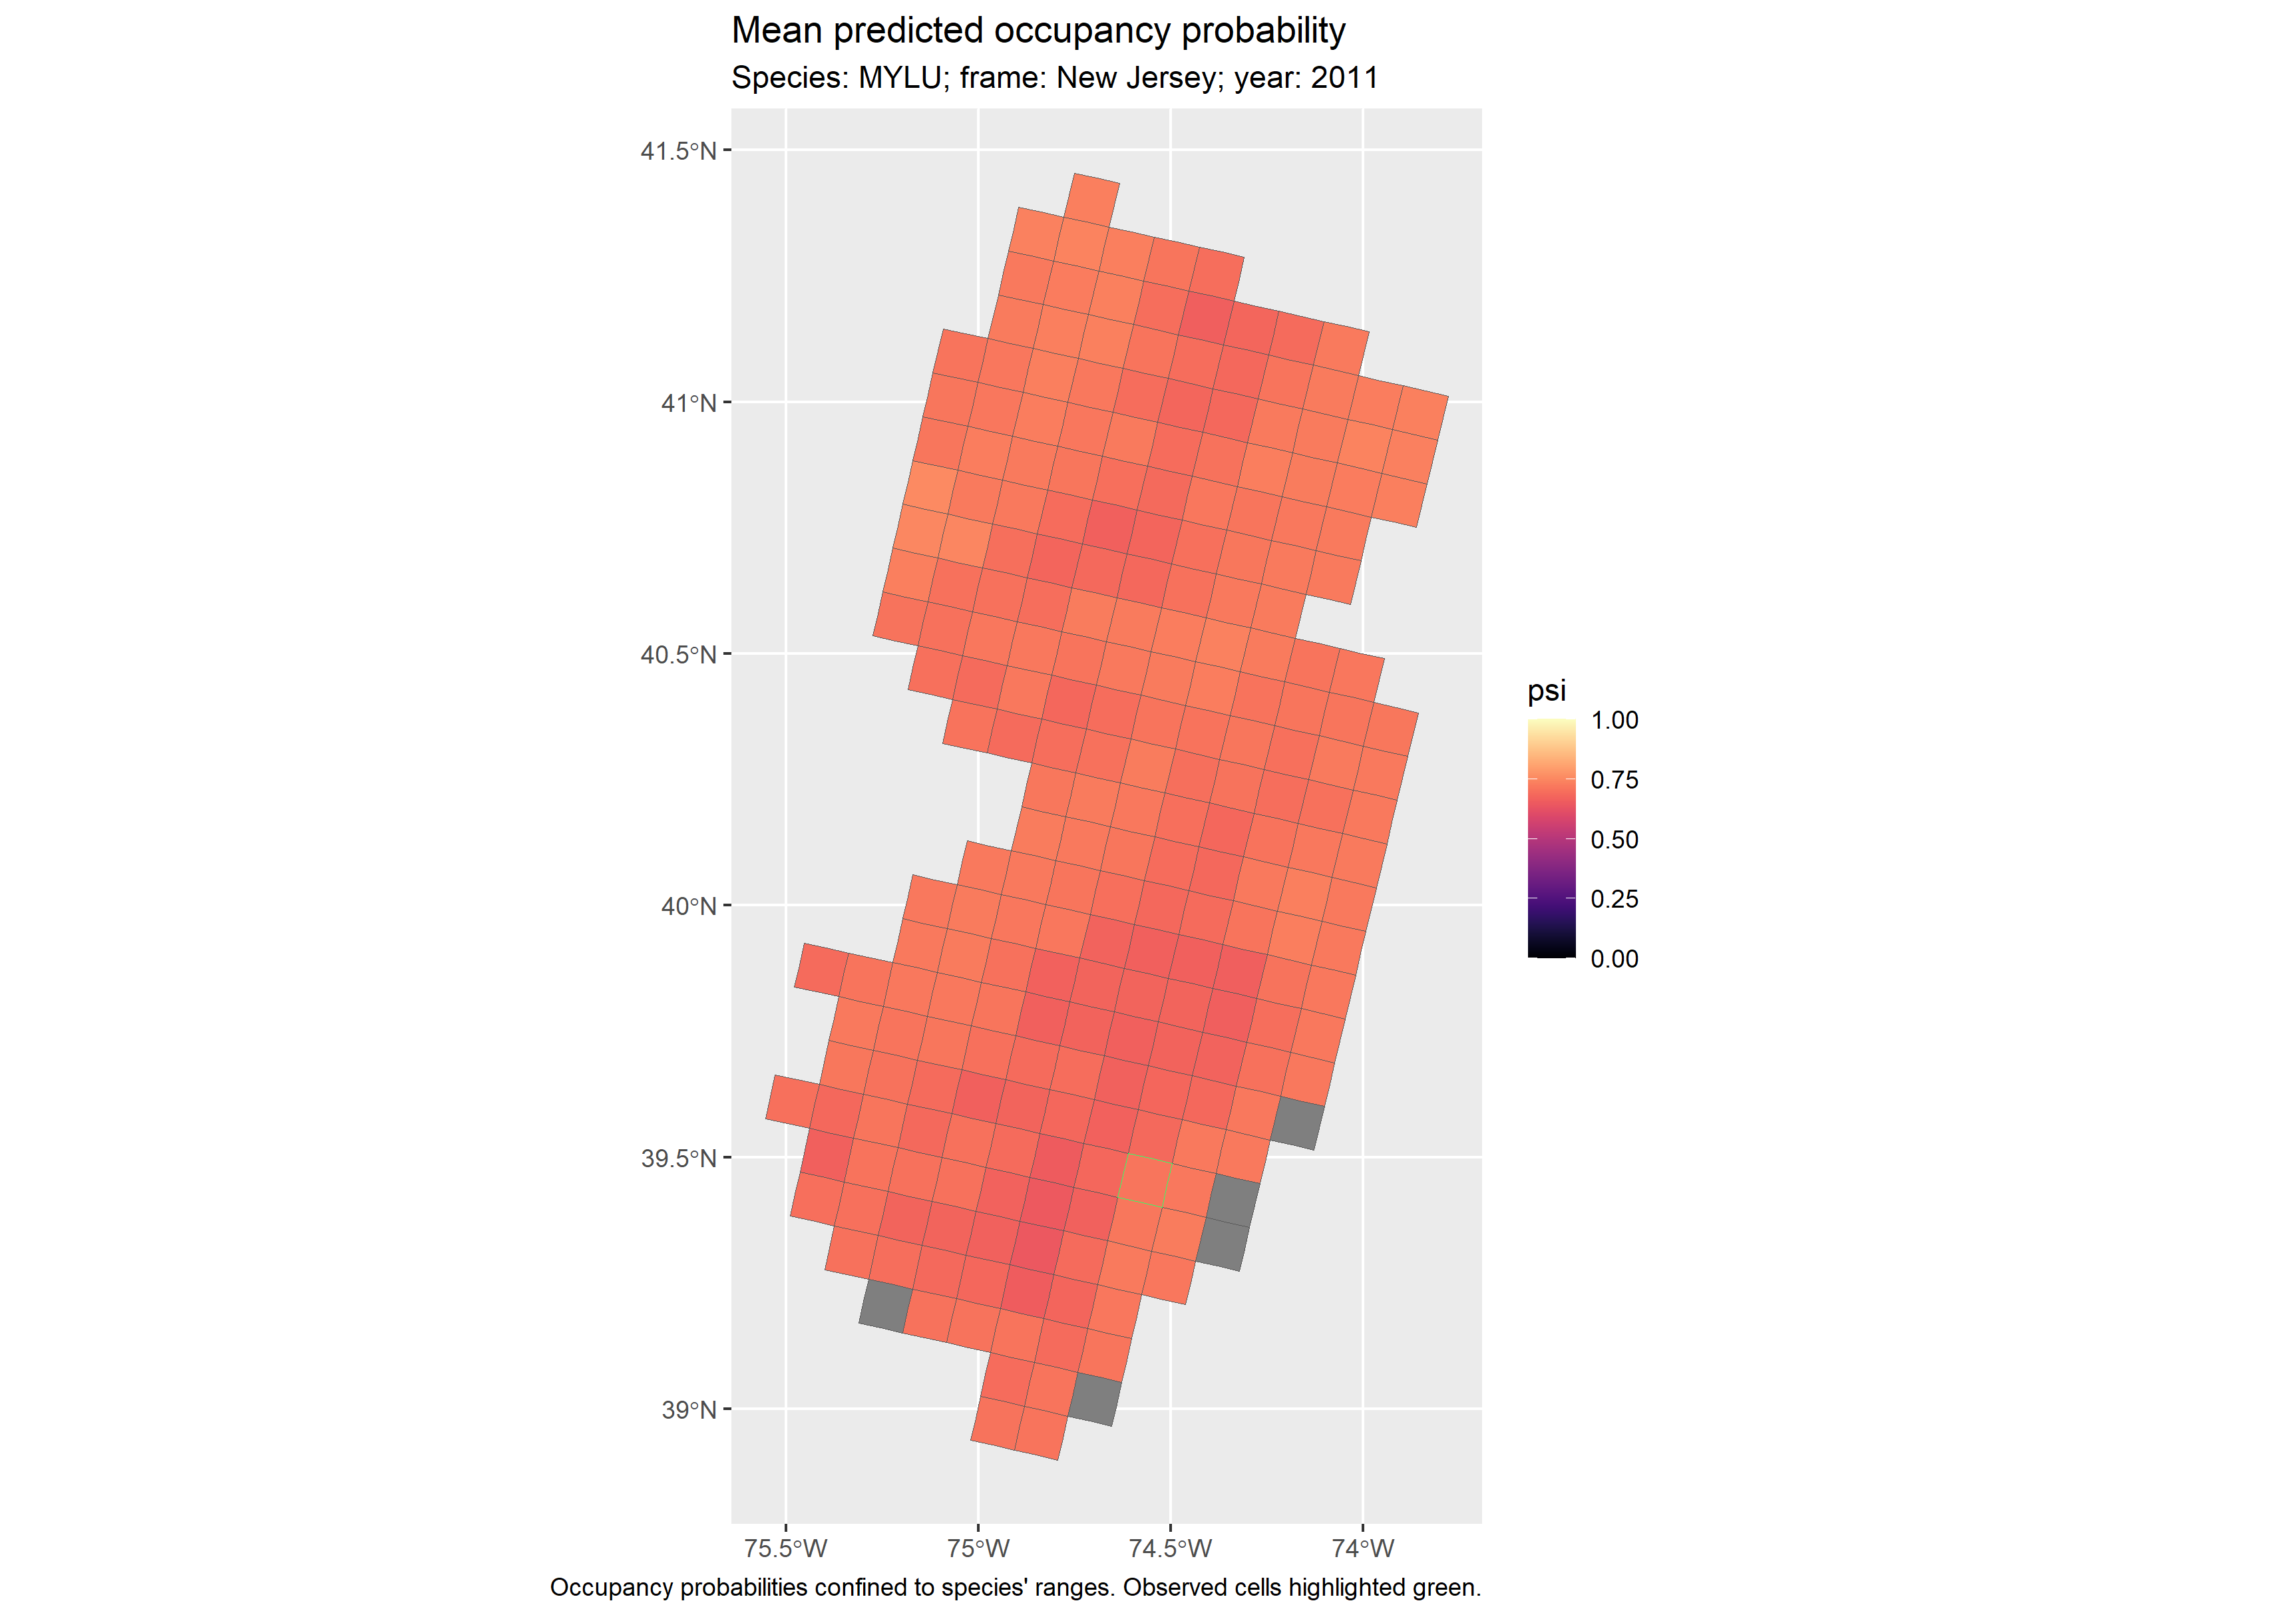 Mean predicted occupancy probability
Species: MYLU; frame: New Jersey; year: 2011
41.5°N
41°N
40.5°N
40°N
39.5°N
39°N
75.5°W
75°W
74.5°W
74°W
psi
1.00
0.75
0.50
0.25
0.00
Occupancy probabilities confined to species' ranges. Observed cells highlighted green.